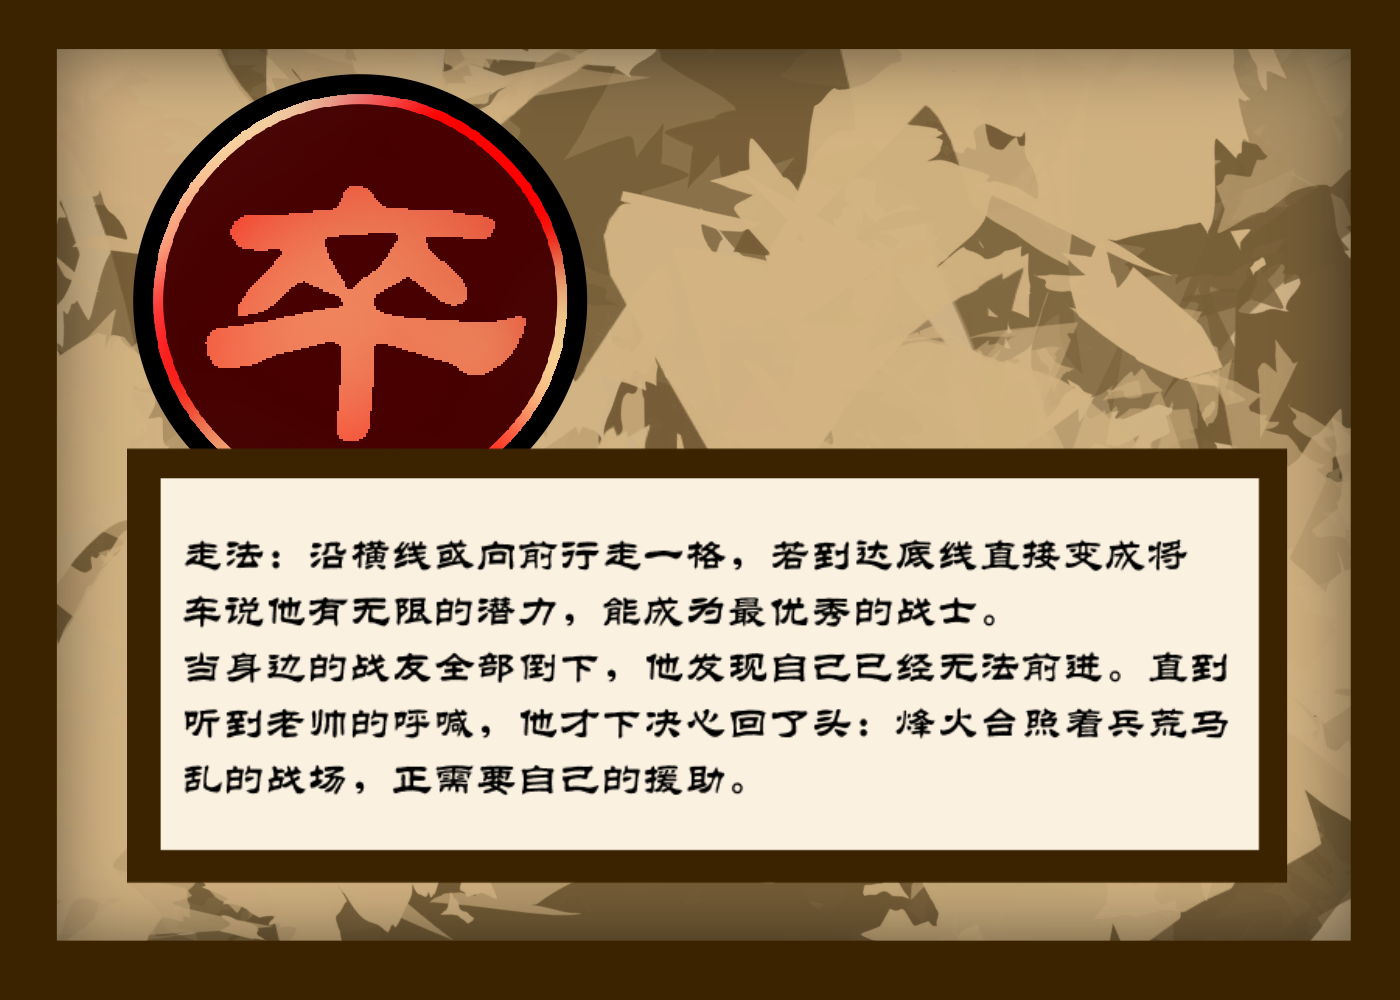 卒
走法：沿横线或向前行走一格，若到达底线直接变成将
车说他有无限的潜力，能成为最优秀的战士。
当身边的战友全部倒下，他发现自己已经无法前进。直到
听到老帅的呼喊，他才下决心回了头：烽火台照着兵荒马
乱的战场，正需要自己的援助。